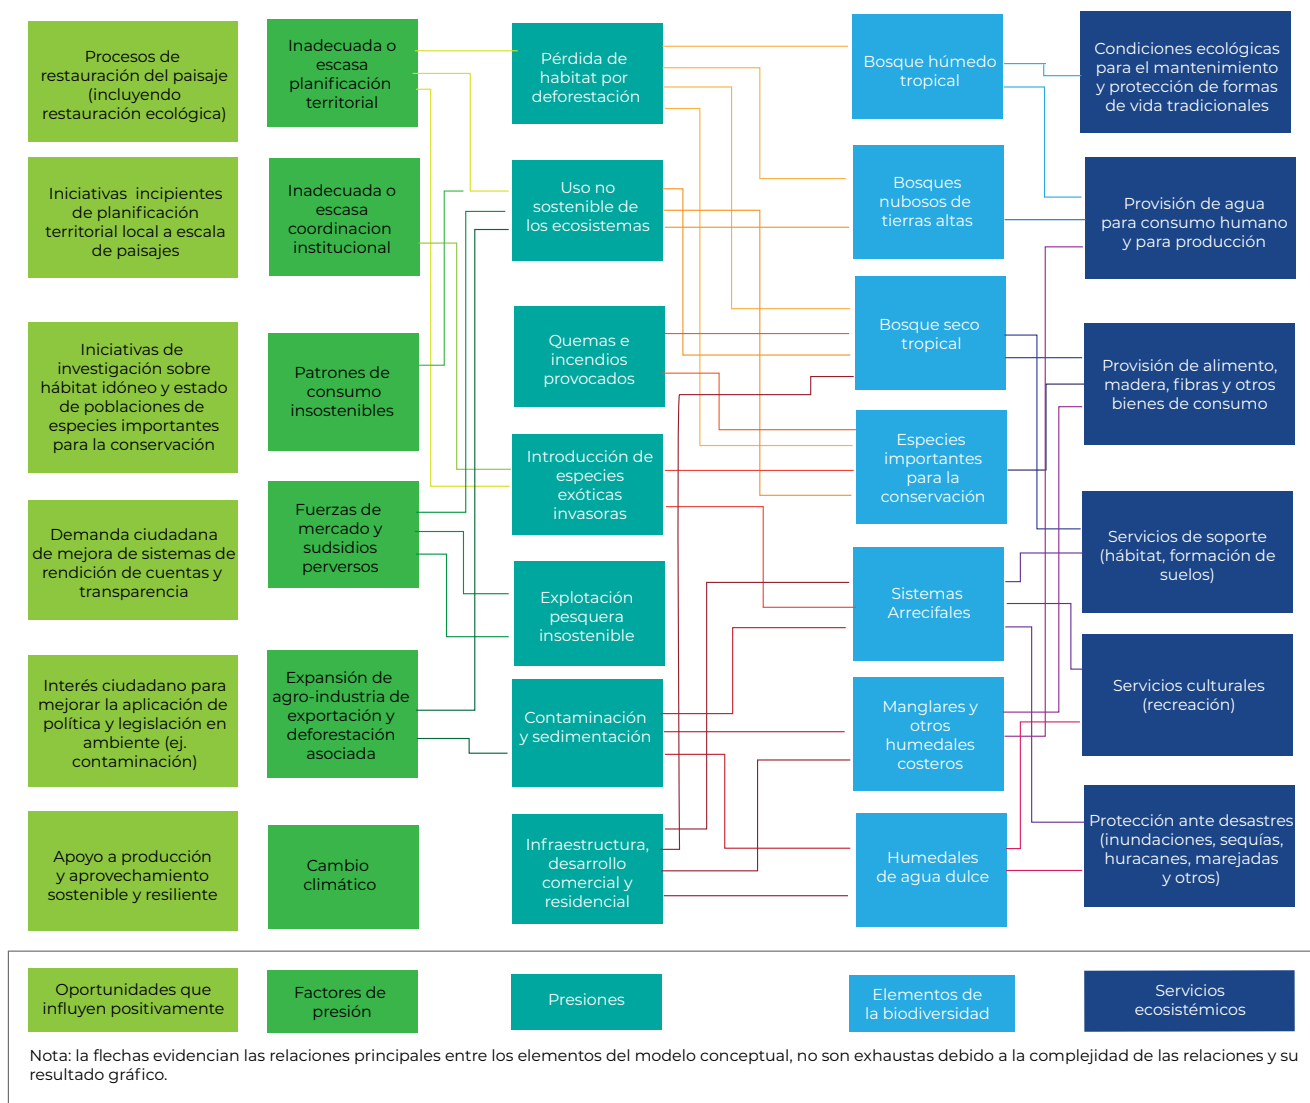 Procesos de
restauración del paisaje
(incluyendo
restauración ecológica)
Iniciativas incipientes
de planificación
territorial local a escala
de paisajes
Iniciativas de
investigación sobre
hábitat idóneo y estado
de poblaciones de
especies importantes
para la conservación
Demanda ciudadana
de mejora de sistemas de
rendición de cuentas y
transparencia
Interés ciudadano para
mejorar la aplicación de
política y legislación en
ambiente (ej.
contaminación)
Apoyo a producción
y aprovechamiento
sostenible y resiliente
Inadecuada o
escasa
planificación
territorial
Inadecuada o
escasa
coordinacion
institucional
Patrones de
consumo
insostenibles
Fuerzas de
mercado y
sudsidios
perversos
Expansión de
agro-industria de
exportación y
deforestación
asociada
Cambio
climático
Pérdida de
habitat por
deforestación
Uso no
sostenible de
los ecosistemas
Quemas e
incendios
provocados
Introducción de
especies
exóticas
invasoras
Explotación
pesquera
insostenible
Contaminación
y sedimentación
Infraestructura,
desarrollo
comercial y
residencial
Bosque húmedo
tropical
Bosques
nubosos de
tierras altas
Bosque seco
tropical
Especies
importantes
para la
conservación
Sistemas
Arrecifales
Manglares y
otros
humedales
costeros
Humedales
de agua dulce
Condiciones ecológicas
para el mantenimiento
y protección de formas
de vida tradicionales
Provisión de agua
para consumo humano
y para producción
Provisión de alimento,
madera, fibras y otros
bienes de consumo
Servicios de soporte
(hábitat, formación de
suelos)
Servicios culturales
(recreación)
Protección ante desastres
(inundaciones, sequías,
huracanes, marejadas
y otros)
Oportunidades que
influyen positivamente
Factores de
presión
Presiones
Elementos de
la biodiversidad
Servicios
ecosistémicos
Nota: la flechas evidencian las relaciones principales entre los elementos del modelo conceptual, no son exhaustas debido a la complejidad de las relaciones y su
resultado gráfico.